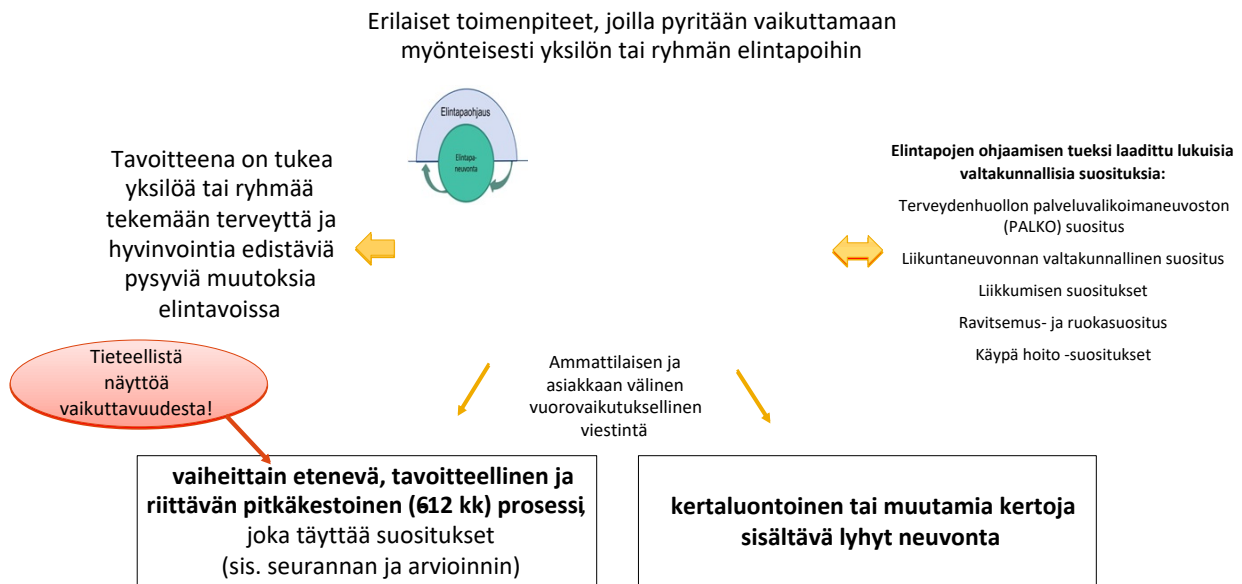 Erilaiset toimenpiteet, joilla pyritään vaikuttamaan
myönteisesti yksilön tai ryhmän elintapoihin
Elintapaohjaus
Elintapa-
neuvonta
Tavoitteena on tukea
yksilöä tai ryhmää
tekemään terveyttä ja
hyvinvointia edistäviä
pysyviä muutoksia
elintavoissa
Elintapojen ohjaamisen tueksi laadittu lukuisia
valtakunnallisia suosituksia:
Terveydenhuollon palveluvalikoimaneuvoston
(PALKO) suositus
Liikuntaneuvonnan valtakunnallinen suositus
Liikkumisen suositukset
Ravitsemus- ja ruokasuositus
Käypä hoito -suositukset
Tieteellistä
näyttöä
vaikuttavuudesta!
Ammattilaisen ja
asiakkaan välinen
vuorovaikutuksellinen
viestintä
vaiheittain etenevä, tavoitteellinen ja
riittävän pitkäkestoinen (6-12 kk) prosessi,
joka täyttää suositukset
(sis. seurannan ja arvioinnin)
kertaluontoinen tai muutamia kertoja
sisältävä lyhyt neuvonta